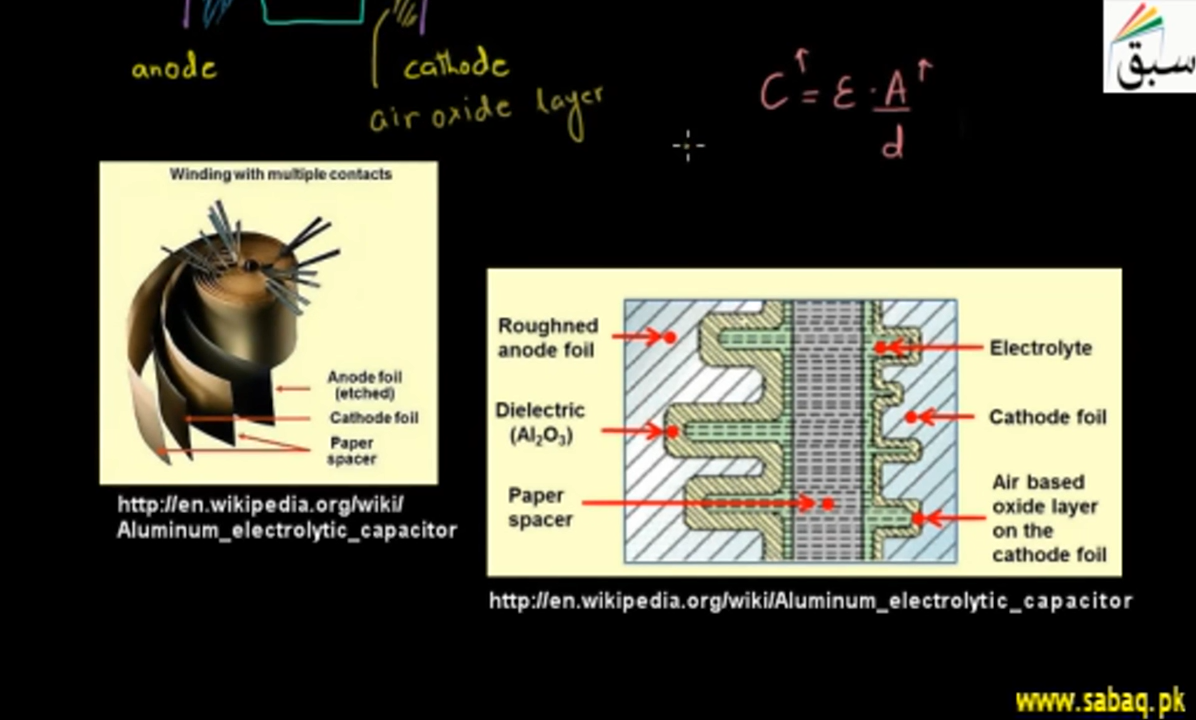 anode
cathode
air oxide layer
C↑ = ε · A↑
d
سبق
Winding with multiple contacts
Anode foil
(etched)
Cathode foil
Paper
spacer
http://en.wikipedia.org/wiki/
Aluminum_electrolytic_capacitor
Roughned
anode foil
Dielectric
(Al₂O₃)
Paper
spacer
Electrolyte
Cathode foil
Air based
oxide layer
on the
cathode foil
http://en.wikipedia.org/wiki/Aluminum_electrolytic_capacitor
www.sabaq.pk